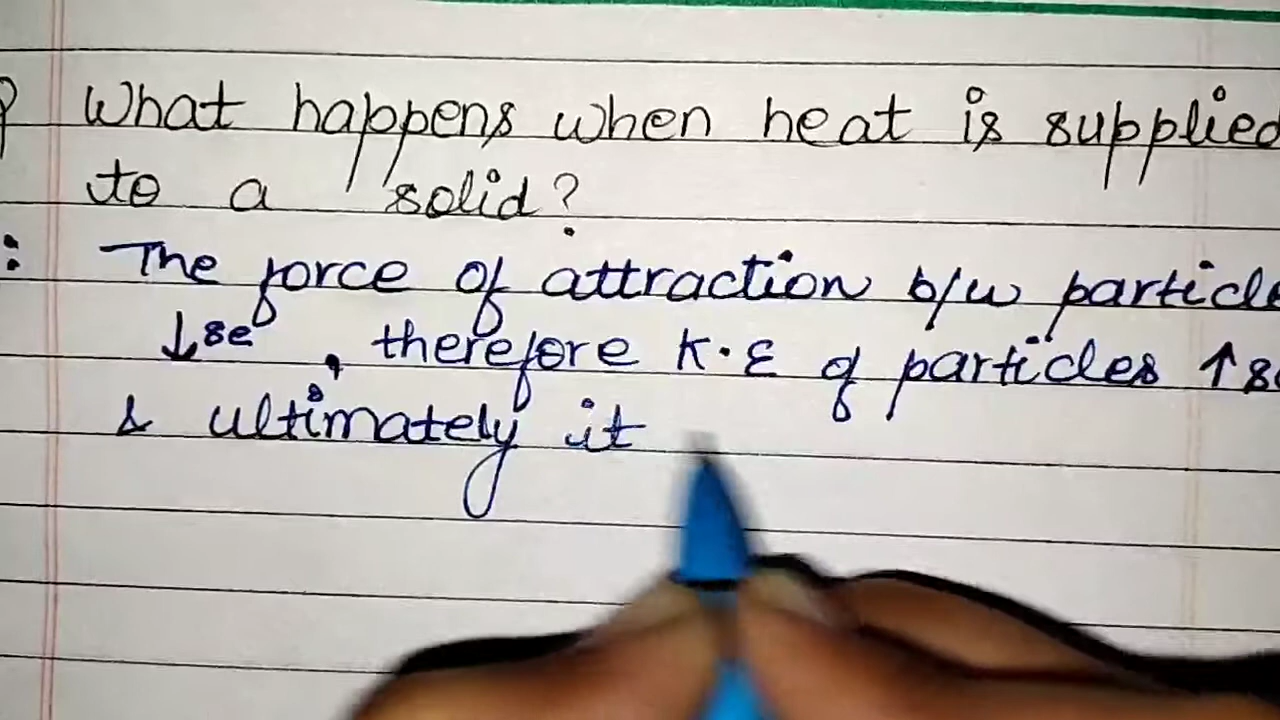 What happens when heat is supplied
to a solid?
: The force of attraction b/w particle
↓se, therefore K.E of particles ↑se
& ultimately it